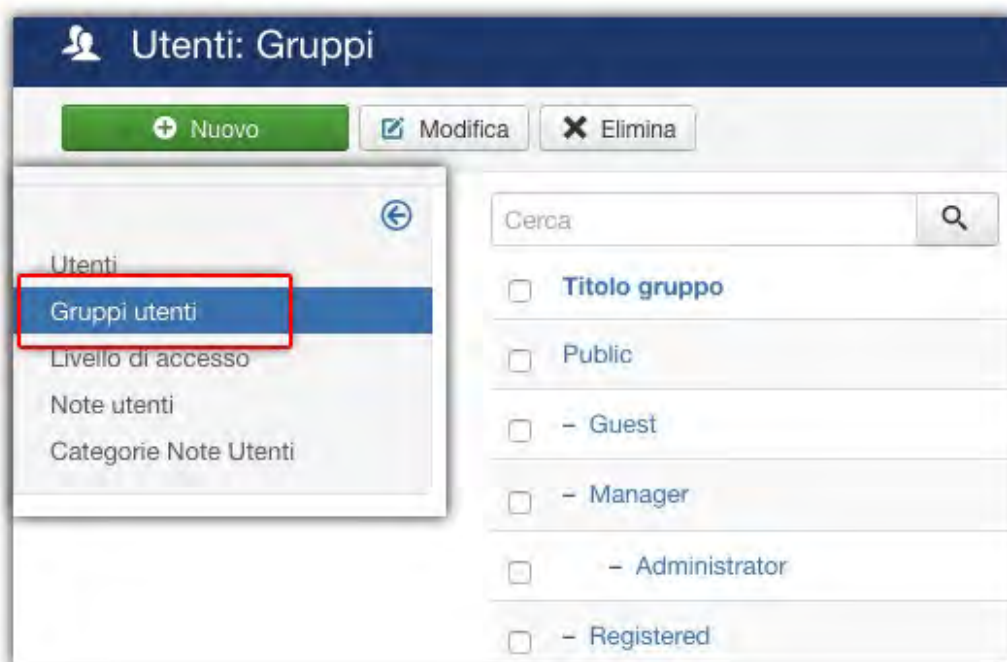 Utenti: Gruppi
Nuovo
Modifica
Elimina
Utenti
Gruppi utenti
Livello di accesso
Note utenti
Categorie Note Utenti
Cerca
Titolo gruppo
Public
– Guest
– Manager
– Administrator
– Registered